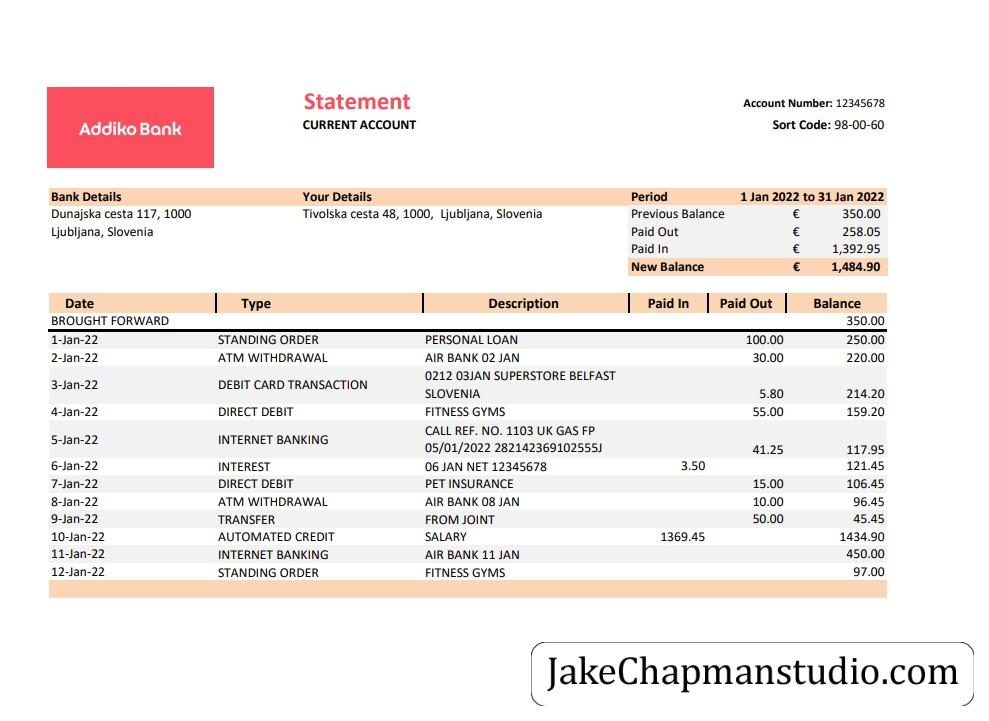 Addiko Bank
Statement
CURRENT ACCOUNT
Account Number: 12345678
Sort Code: 98-00-60
Bank Details Your Details Period 1 Jan 2022 to 31 Jan 2022
Dunajska cesta 117, 1000 Tivolska cesta 48, 1000, Ljubljana, Slovenia Previous Balance € 350.00
Ljubljana, Slovenia Paid Out € 258.05
Paid In € 1,392.95
New Balance € 1,484.90
Date Type Description Paid In Paid Out Balance
BROUGHT FORWARD 350.00
1-Jan-22 STANDING ORDER PERSONAL LOAN 100.00 250.00
2-Jan-22 ATM WITHDRAWAL AIR BANK 02 JAN 30.00 220.00
3-Jan-22 DEBIT CARD TRANSACTION 0212 03JAN SUPERSTORE BELFAST
SLOVENIA 5.80 214.20
4-Jan-22 DIRECT DEBIT FITNESS GYMS 55.00 159.20
5-Jan-22 INTERNET BANKING CALL REF. NO. 1103 UK GAS FP
05/01/2022 282142369102555J 41.25 117.95
6-Jan-22 INTEREST 06 JAN NET 12345678 3.50 121.45
7-Jan-22 DIRECT DEBIT PET INSURANCE 15.00 106.45
8-Jan-22 ATM WITHDRAWAL AIR BANK 08 JAN 10.00 96.45
9-Jan-22 TRANSFER FROM JOINT 50.00 45.45
10-Jan-22 AUTOMATED CREDIT SALARY 1369.45 1434.90
11-Jan-22 INTERNET BANKING AIR BANK 11 JAN 450.00
12-Jan-22 STANDING ORDER FITNESS GYMS 97.00
JakeChapmanstudio.com